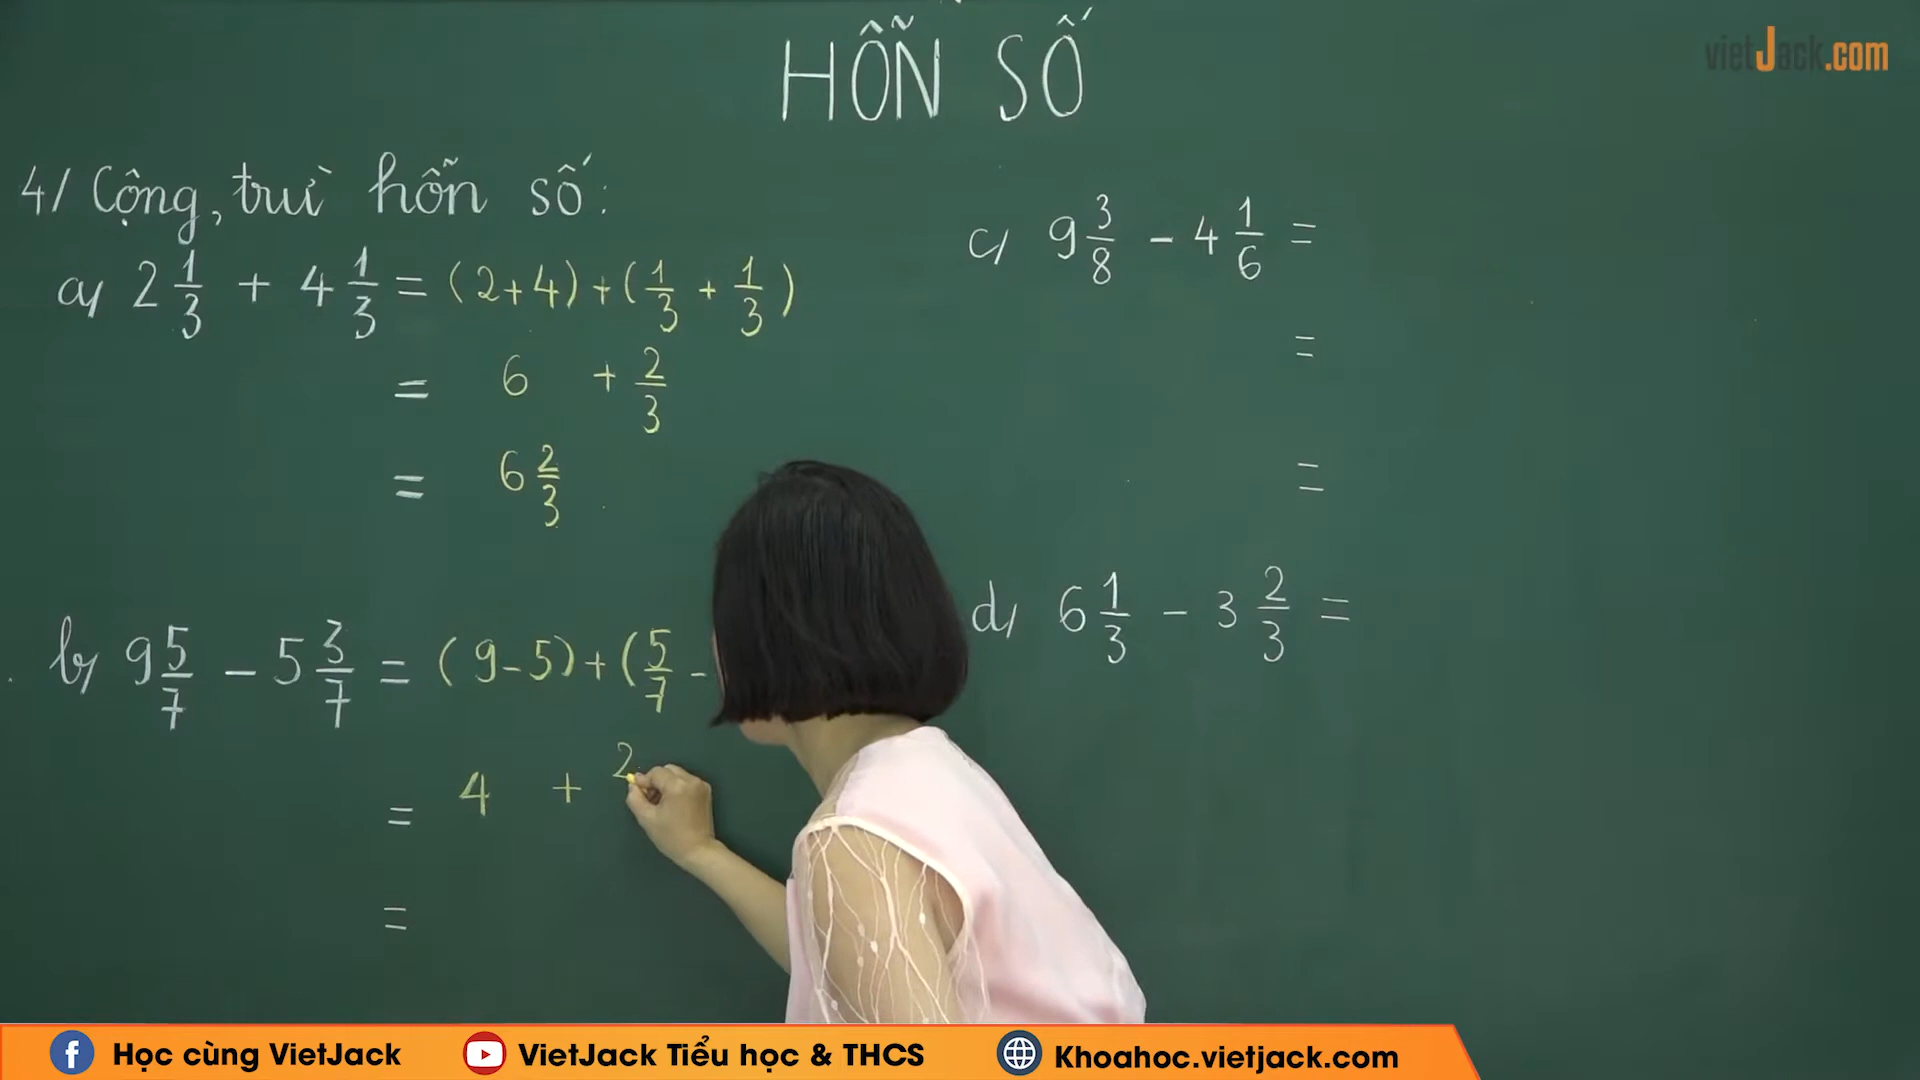 HỖN SỐ
vietJack.com
4/ Cộng, trừ hỗn số:
a/ 2 1/3 + 4 1/3 = (2+4) + (1/3 + 1/3)
= 6 + 2/3
= 6 2/3
b/ 9 5/7 - 5 3/7 = (9-5) + (5/7 -
= 4 + 2
=
c/ 9 3/8 - 4 1/6 =
=
=
d/ 6 1/3 - 3 2/3 =
Học cùng VietJack
VietJack Tiểu học & THCS
Khoahoc.vietjack.com